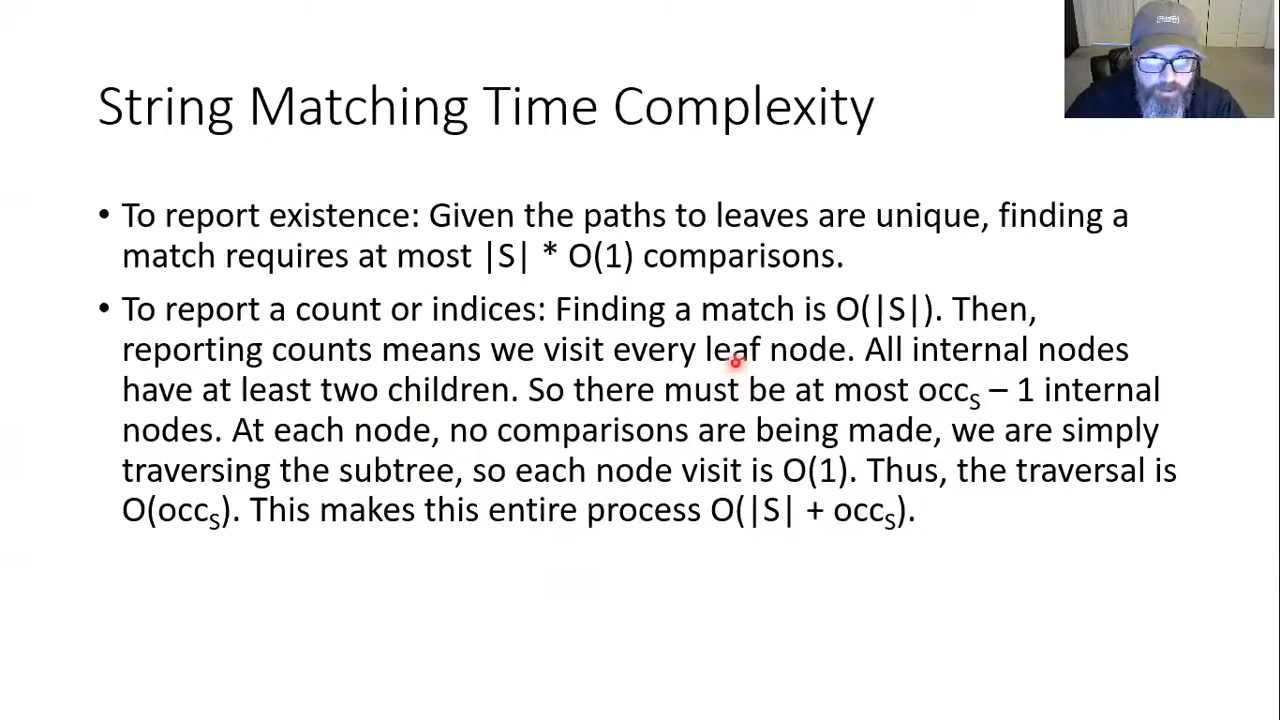 String Matching Time Complexity
• To report existence: Given the paths to leaves are unique, finding a
match requires at most |S| * O(1) comparisons.
• To report a count or indices: Finding a match is O(|S|). Then,
reporting counts means we visit every leaf node. All internal nodes
have at least two children. So there must be at most occS – 1 internal
nodes. At each node, no comparisons are being made, we are simply
traversing the subtree, so each node visit is O(1). Thus, the traversal is
O(occS). This makes this entire process O(|S| + occS).